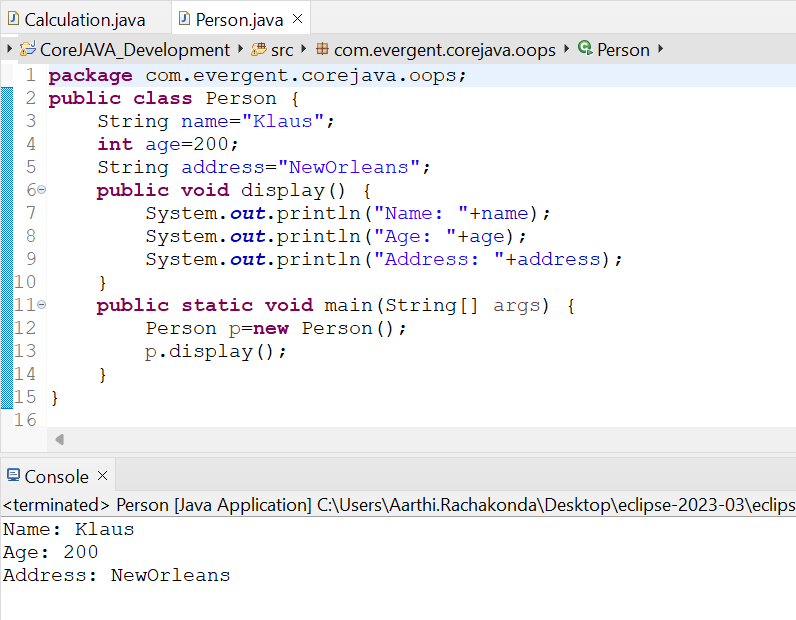 Calculation.java Person.java
CoreJAVA_Development src com.evergent.corejava.oops Person
1 package com.evergent.corejava.oops;
2 public class Person {
3 String name="Klaus";
4 int age=200;
5 String address="NewOrleans";
6 public void display() {
7 System.out.println("Name: "+name);
8 System.out.println("Age: "+age);
9 System.out.println("Address: "+address);
10 }
11 public static void main(String[] args) {
12 Person p=new Person();
13 p.display();
14 }
15 }
16
Console
<terminated> Person [Java Application] C:\Users\Aarthi.Rachakonda\Desktop\eclipse-2023-03\eclips
Name: Klaus
Age: 200
Address: NewOrleans